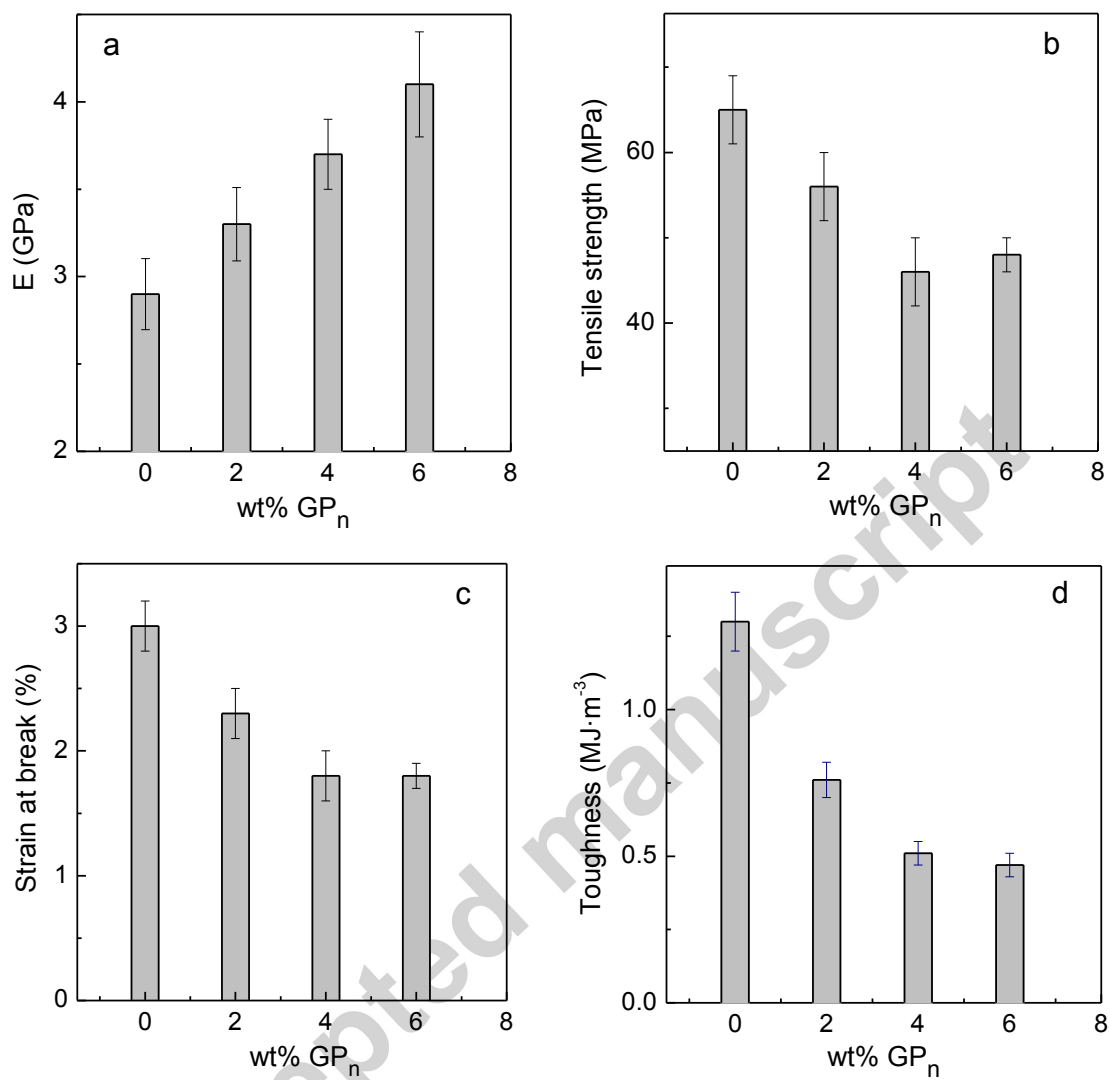 a
E (GPa)
4
3
2
0 2 4 6 8
wt% GPn
b
Tensile strength (MPa)
60
40
0 2 4 6 8
wt% GPn
c
Strain at break (%)
3
2
1
0
0 2 4 6 8
wt% GPn
d
Toughness (MJ·m-3)
1.0
0.5
0.0
0 2 4 6 8
wt% GPn
pted manuscript